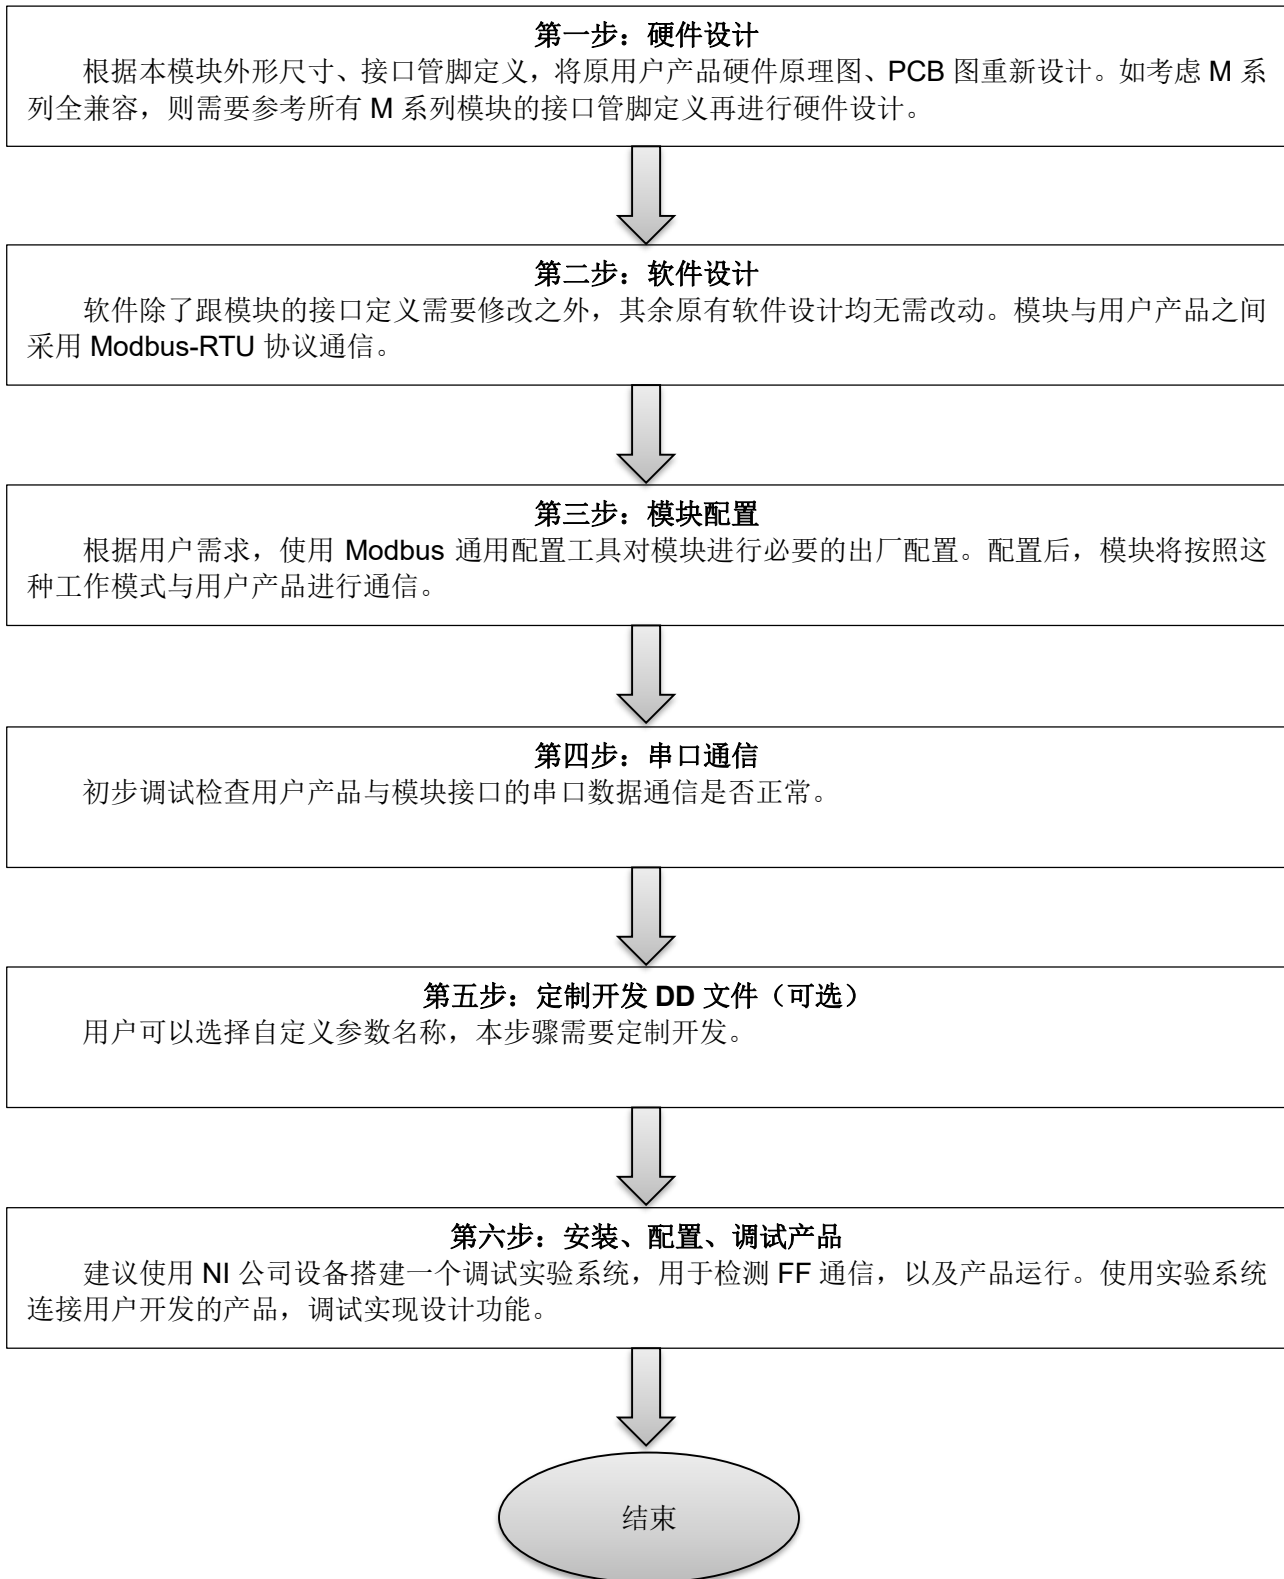 第一步：硬件设计
根据本模块外形尺寸、接口管脚定义，将原用户产品硬件原理图、PCB 图重新设计。如考虑 M 系
列全兼容，则需要参考所有 M 系列模块的接口管脚定义再进行硬件设计。
第二步：软件设计
软件除了跟模块的接口定义需要修改之外，其余原有软件设计均无需改动。模块与用户产品之间
采用 Modbus-RTU 协议通信。
第三步：模块配置
根据用户需求，使用 Modbus 通用配置工具对模块进行必要的出厂配置。配置后，模块将按照这
种工作模式与用户产品进行通信。
第四步：串口通信
初步调试检查用户产品与模块接口的串口数据通信是否正常。
第五步：定制开发 DD 文件（可选）
用户可以选择自定义参数名称，本步骤需要定制开发。
第六步：安装、配置、调试产品
建议使用 NI 公司设备搭建一个调试实验系统，用于检测 FF 通信，以及产品运行。使用实验系统
连接用户开发的产品，调试实现设计功能。
结束